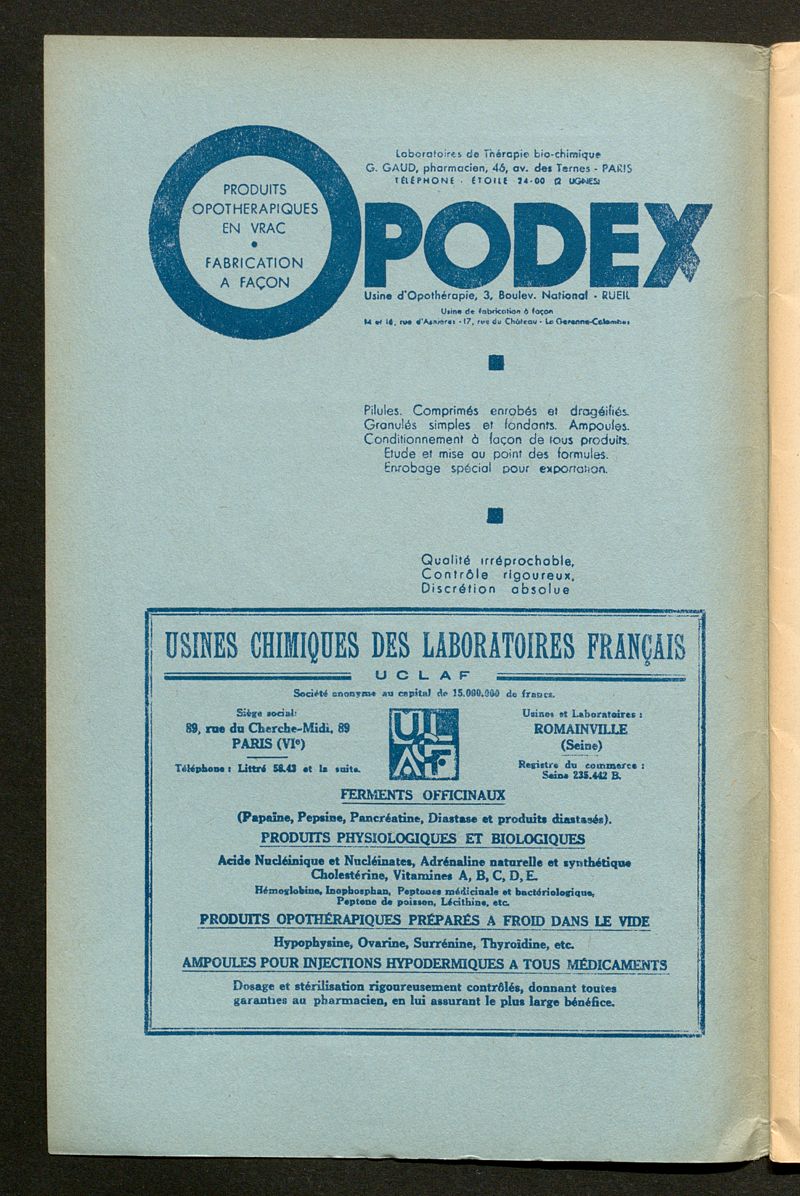 Laboratoires de Thérapie bio-chimique
G. GAUD, pharmacien, 46, av. des Ternes - PARIS
TÉLÉPHONE - ÉTOILE 24-00 (2 LIGNES)
PRODUITS
OPOTHERAPIQUES
EN VRAC
•
FABRICATION
A FAÇON
OPODEX
Usine d'Opothérapie, 3, Boulev. National - RUEIL
Usine de fabrication à façon
14 et 16, rue d'Asnières - 17, rue du Château - La Garenne-Colombes
Pilules. Comprimés enrobés et dragéifiés.
Granulés simples et fondants. Ampoules.
Conditionnement à façon de tous produits.
Etude et mise au point des formules.
Enrobage spécial pour exportation.
Qualité irréprochable,
Contrôle rigoureux,
Discrétion absolue
USINES CHIMIQUES DES LABORATOIRES FRANÇAIS
UCLAF
Société anonyme au capital de 15.000.000 de francs.
Siège social:
89, rue du Cherche-Midi, 89
PARIS (VIe)
Téléphone : Littré 58.43 et la suite.
UCLAF
Usines et Laboratoires :
ROMAINVILLE
(Seine)
Registre du commerce :
Seine 235.442 B.
FERMENTS OFFICINAUX
(Papaïne, Pepsine, Pancréatine, Diastase et produits diastasés).
PRODUITS PHYSIOLOGIQUES ET BIOLOGIQUES
Acide Nucléinique et Nucléinates, Adrénaline naturelle et synthétique
Cholestérine, Vitamines A, B, C, D, E.
Hémoglobine, Inophosphan, Peptones médicinale et bactériologique,
Peptone de poisson, Lécithine, etc.
PRODUITS OPOTHÉRAPIQUES PRÉPARÉS A FROID DANS LE VIDE
Hypophysine, Ovarine, Surrénine, Thyroïdine, etc.
AMPOULES POUR INJECTIONS HYPODERMIQUES A TOUS MÉDICAMENTS
Dosage et stérilisation rigoureusement contrôlés, donnant toutes
garanties au pharmacien, en lui assurant le plus large bénéfice.